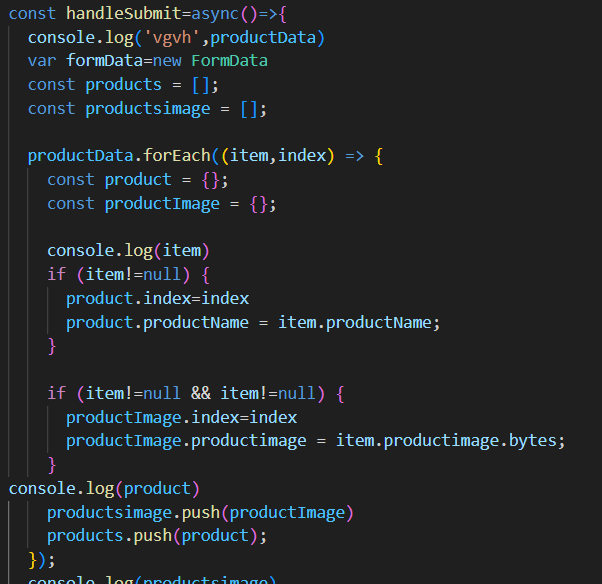 const handleSubmit=async()=>{
console.log('vgvh',productData)
var formData=new FormData
const products = [];
const productsimage = [];
productData.forEach((item,index) => {
const product = {};
const productImage = {};
console.log(item)
if (item!=null) {
product.index=index
product.productName = item.productName;
}
if (item!=null && item!=null) {
productImage.index=index
productImage.productimage = item.productimage.bytes;
}
console.log(product)
productsimage.push(productImage)
products.push(product);
});
console.log(productsimage)